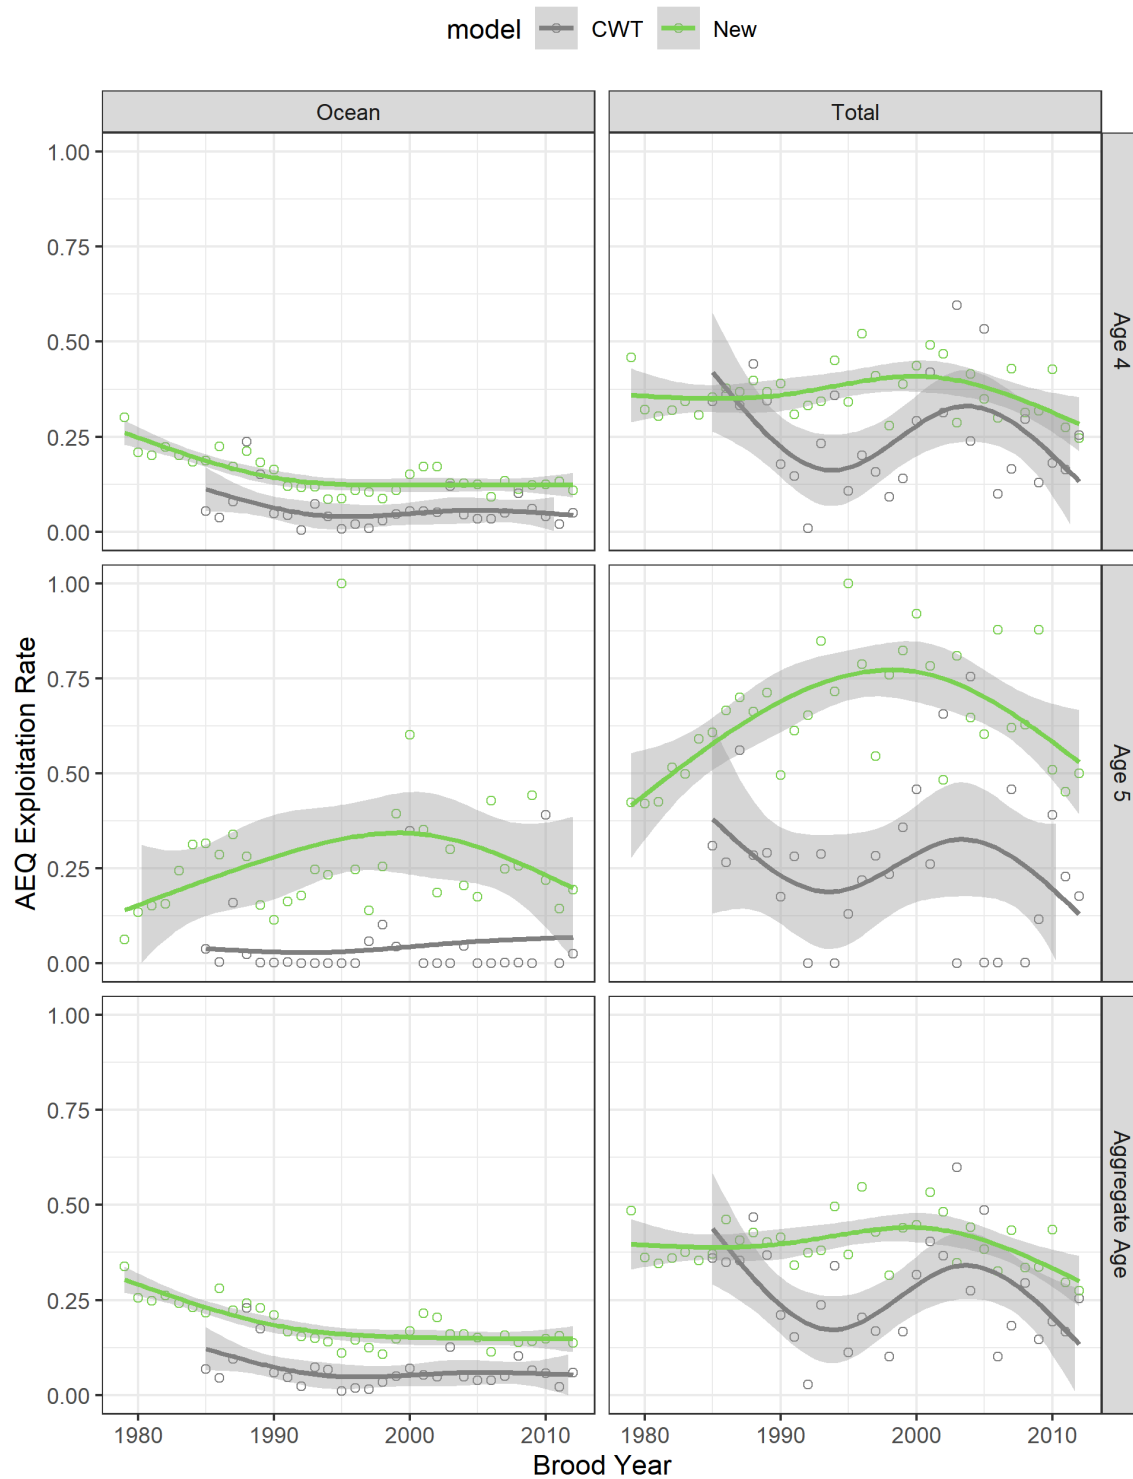 model CWT New
Ocean Total
1.00
0.75
0.50
0.25
0.00
Age 4
1.00
0.75
0.50
0.25
0.00
Age 5
1.00
0.75
0.50
0.25
0.00
Aggregate Age
AEQ Exploitation Rate
1980 1990 2000 2010 1980 1990 2000 2010
Brood Year